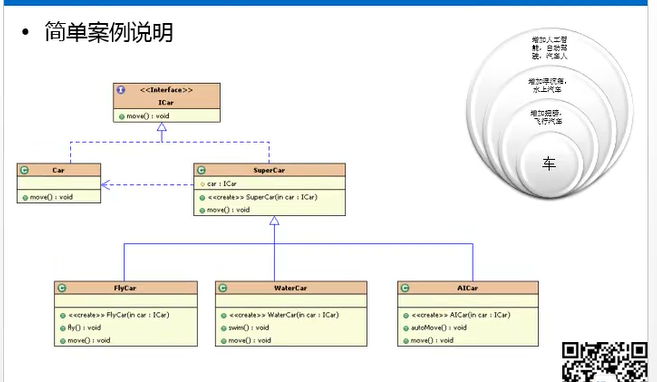 • 简单案例说明
<<Interface>>
ICar
move() : void
Car
move() : void
SuperCar
car : ICar
<<create>> SuperCar(in car : ICar)
move() : void
FlyCar
<<create>> FlyCar(in car : ICar)
fly() : void
move() : void
WaterCar
<<create>> WaterCar(in car : ICar)
swim() : void
move() : void
AICar
<<create>> AICar(in car : ICar)
autoMove() : void
move() : void
增加人工智
能，自动驾
驶，汽车人
增加浮沉箱，
水上汽车
增加翅膀，
飞行汽车
车